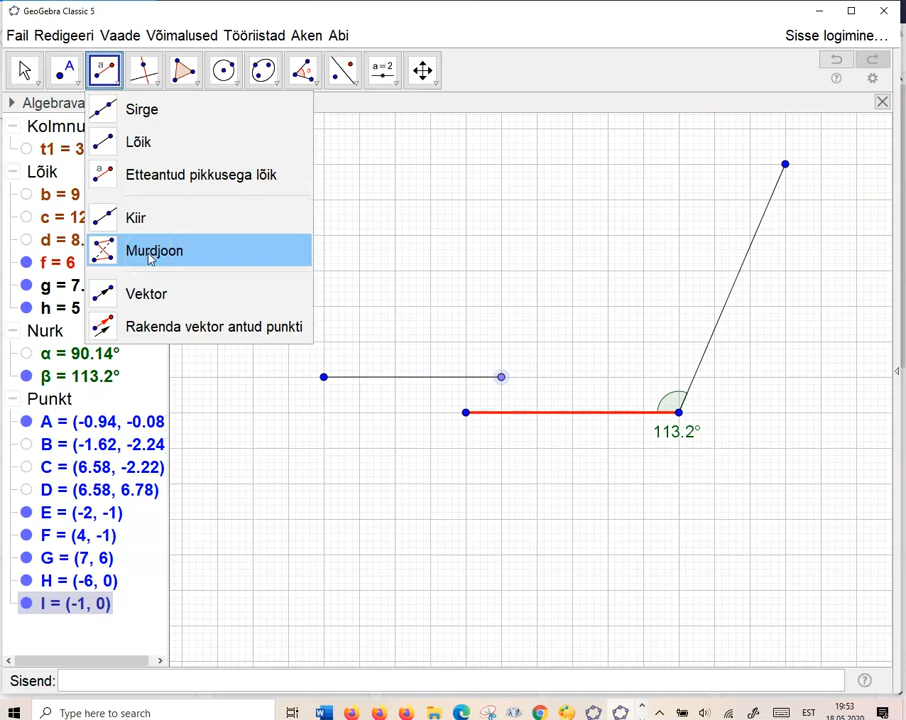 GeoGebra Classic 5
Fail Redigeeri Vaade Võimalused Tööriistad Aken Abi
Sisse logimine...
A
a
α
a = 2
Algebrava
Sirge
Lõik
a
Etteantud pikkusega lõik
Kiir
Murdjoon
Vektor
Rakenda vektor antud punkti
Kolmnu
t1 = 3
Lõik
b = 9
c = 12
d = 8.
f = 6
g = 7.
h = 5
Nurk
α = 90.14°
β = 113.2°
Punkt
A = (-0.94, -0.08
B = (-1.62, -2.24
C = (6.58, -2.22)
D = (6.58, 6.78)
E = (-2, -1)
F = (4, -1)
G = (7, 6)
H = (-6, 0)
I = (-1, 0)
113.2°
Sisend:
Type here to search
EST
19:53
18.05.2020